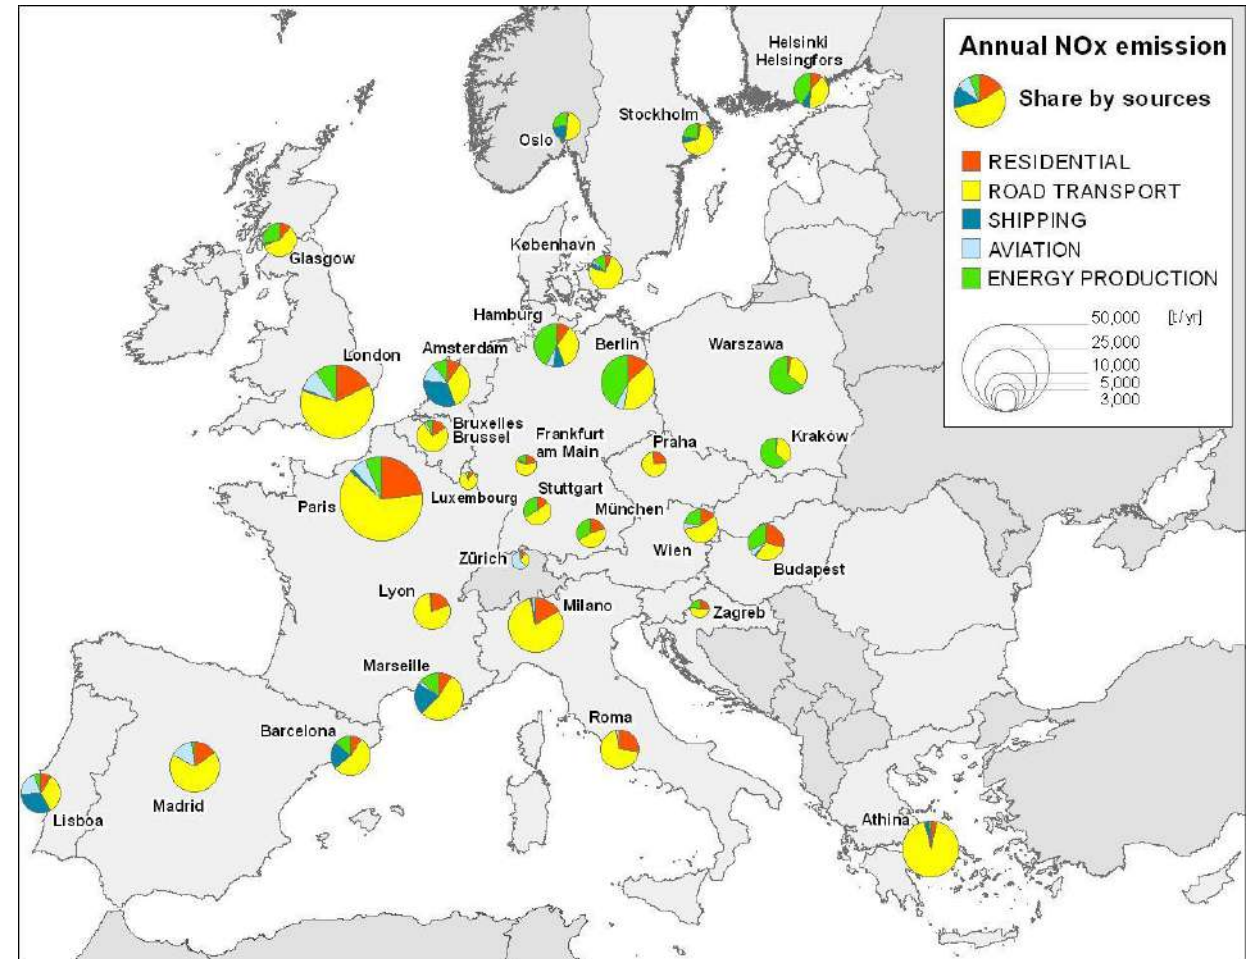 Annual NOx emission
Share by sources
RESIDENTIAL
ROAD TRANSPORT
SHIPPING
AVIATION
ENERGY PRODUCTION
50,000 [t/yr]
25,000
10,000
5,000
3,000
Helsinki
Helsingfors
Stockholm
Oslo
Glasgow
København
Hamburg
Amsterdam
Berlin
Warszawa
London
Bruxelles
Brussel
Frankfurt
am Main
Praha
Kraków
Luxembourg
Paris
Stuttgart
München
Wien
Budapest
Zürich
Lyon
Milano
Zagreb
Marseille
Barcelona
Roma
Madrid
Lisboa
Athina